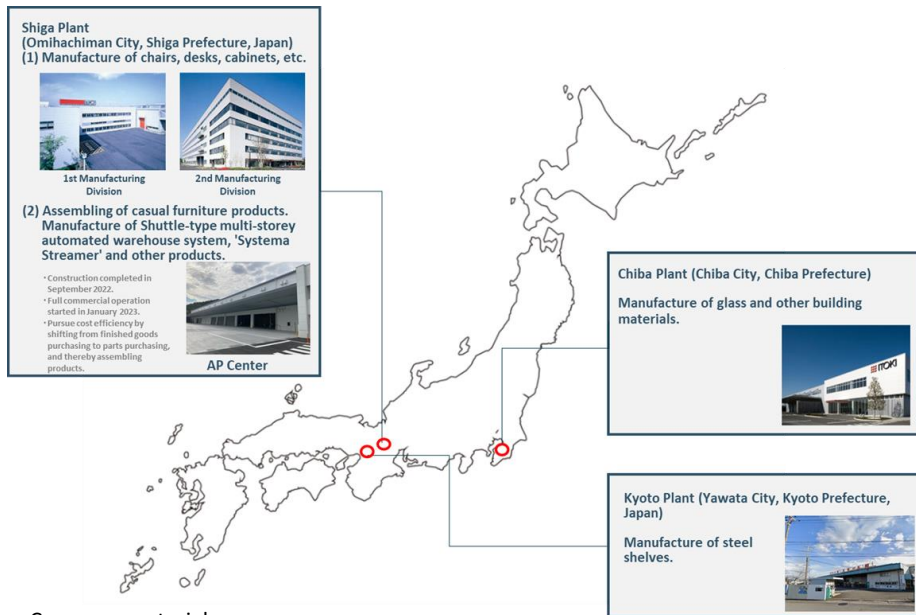 Shiga Plant
(Omihachiman City, Shiga Prefecture, Japan)
(1) Manufacture of chairs, desks, cabinets, etc.
1st Manufacturing
Division
2nd Manufacturing
Division
(2) Assembling of casual furniture products.
Manufacture of Shuttle-type multi-storey
automated warehouse system, 'Systema
Streamer' and other products.
・Construction completed in
September 2022.
・Full commercial operation
started in January 2023.
・Pursue cost efficiency by
shifting from finished goods
purchasing to parts purchasing,
and thereby assembling
products.
AP Center
Chiba Plant (Chiba City, Chiba Prefecture)
Manufacture of glass and other building
materials.
ITOKI
Kyoto Plant (Yawata City, Kyoto Prefecture,
Japan)
Manufacture of steel
shelves.